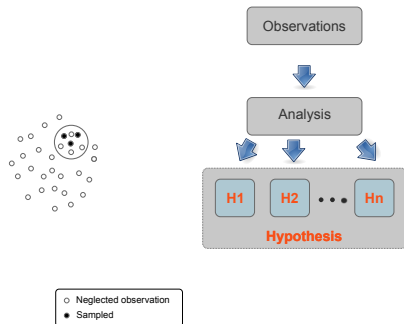 Observations
Analysis
H1 H2 Hn
Hypothesis
Neglected observation
Sampled